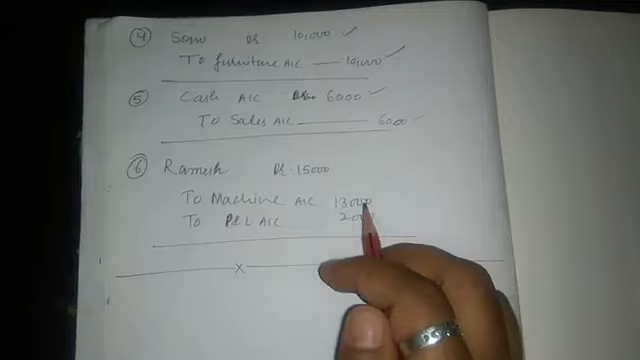 4 Sonu Dr 10,000
To furniture A/C 10,000
5 Cash A/C 6000
To Sales A/C 6000
6 Ramesh Dr. 15000
To Machine A/C 13000
To P&L A/C 2000
x